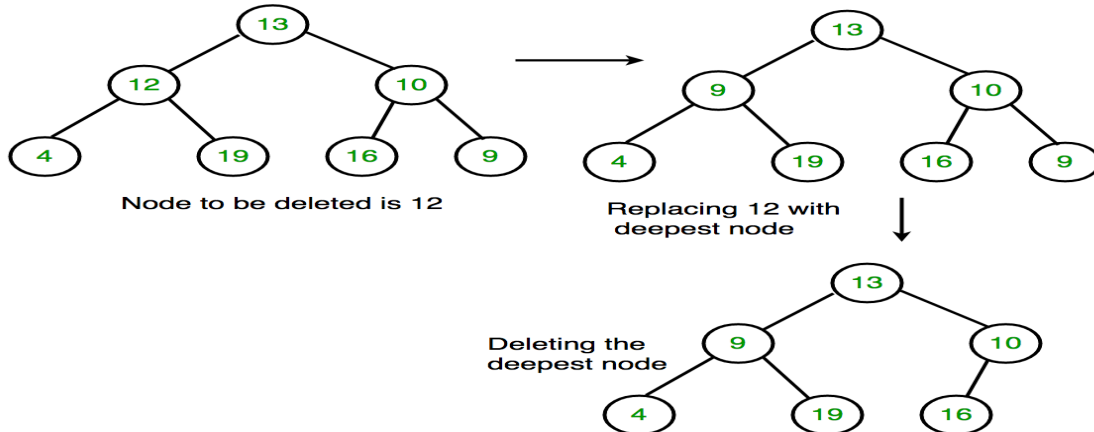 13
12 10
4 19 16 9
Node to be deleted is 12
13
9 10
4 19 16 9
Replacing 12 with
deepest node
13
9 10
4 19 16
Deleting the
deepest node